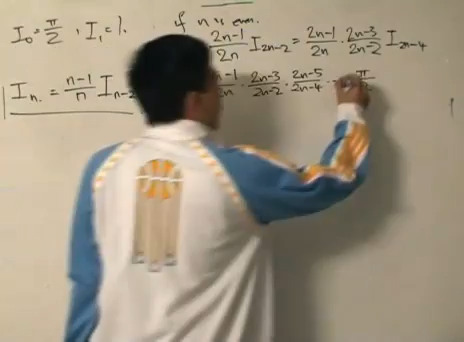 I₀ = π/2 , I₁ = 1. if n is even.
(2n-1)/2n I₂ₙ₋₂ = (2n-1)/2n · (2n-3)/(2n-2) I₂ₙ₋₄
Iₙ = (n-1)/n Iₙ₋₂
· (2n-3)/(2n-2) · (2n-5)/(2n-4) ··· π